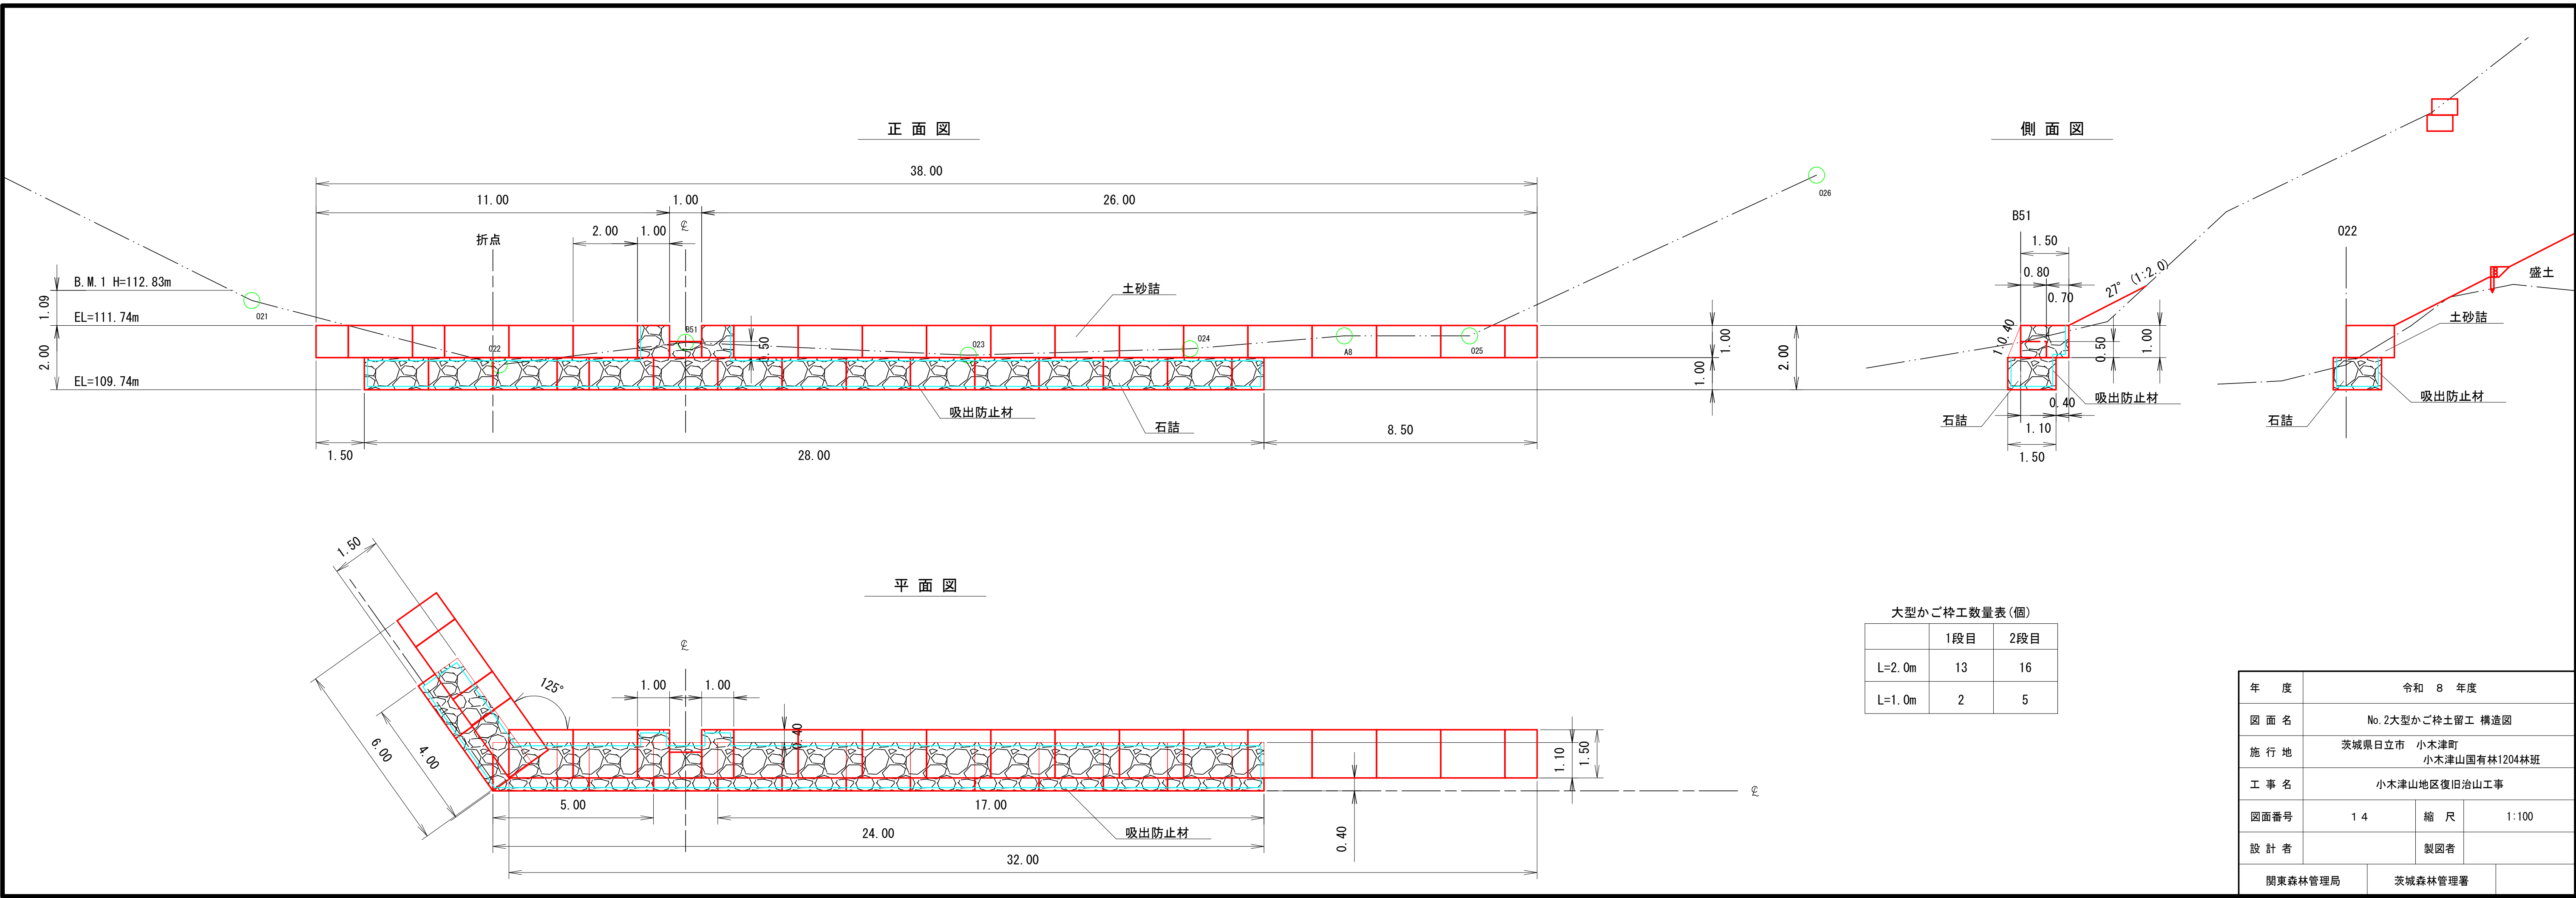 正 面 図
38.00
11.00
1.00
26.00
℄
2.00
1.00
折点
B.M.1 H=112.83m
1.09
EL=111.74m
2.00
EL=109.74m
O21
O22
B51
.50
O23
O24
A8
O25
O26
土砂詰
吸出防止材
石詰
1.00
1.00
2.00
1.50
28.00
8.50
側 面 図
B51
1.50
0.80
0.70
27° (1:2.0)
1:0.40
0.50
1.00
吸出防止材
石詰
0.40
1.10
1.50
O22
盛土
土砂詰
吸出防止材
石詰
平 面 図
1.50
℄
125°
1.00
1.00
0.40
6.00
4.00
1.10
1.50
5.00
17.00
℄
24.00
吸出防止材
0.40
32.00
大型かご枠工数量表(個)
1段目 2段目
L=2.0m 13 16
L=1.0m 2 5
年 度 令和 8 年度
図 面 名 No.2大型かご枠土留工 構造図
施 行 地 茨城県日立市 小木津町
小木津山国有林1204林班
工 事 名 小木津山地区復旧治山工事
図面番号 14 縮 尺 1:100
設 計 者 製図者
関東森林管理局 茨城森林管理署